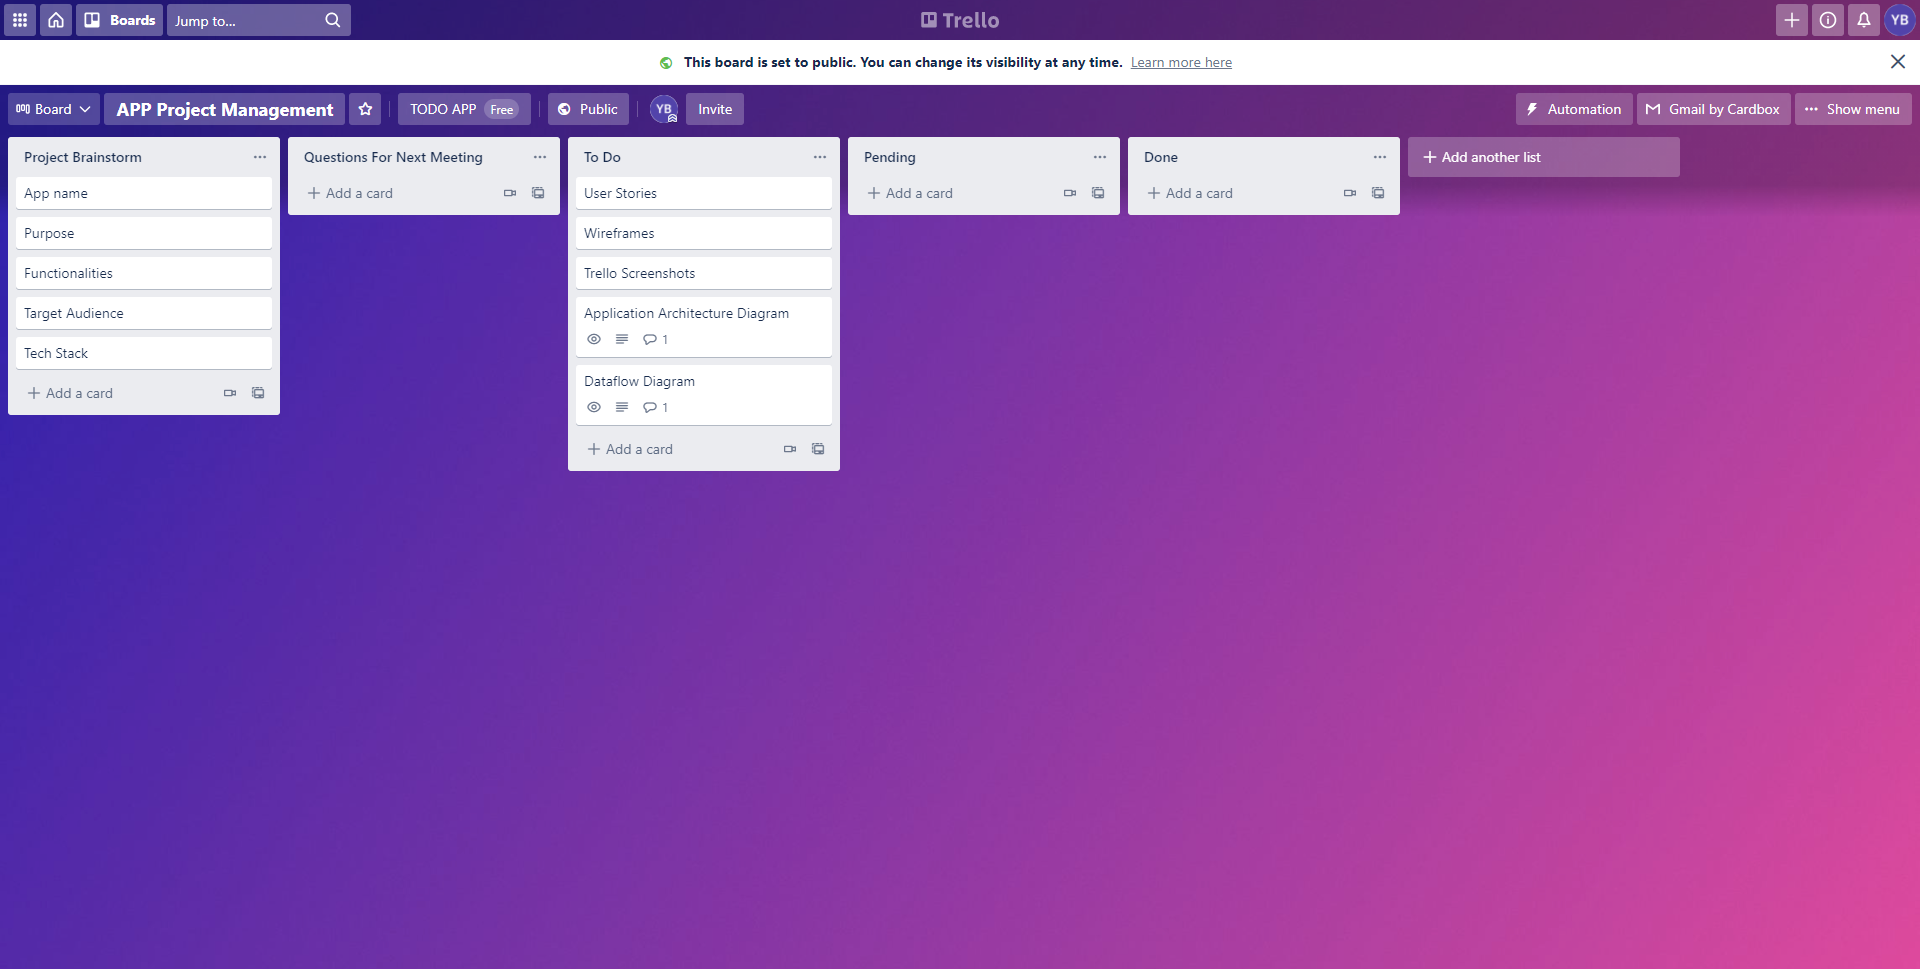 Boards Jump to... Trello YB
This board is set to public. You can change its visibility at any time. Learn more here
Board APP Project Management TODO APP Free Public YB Invite Automation Gmail by Cardbox Show menu
Project Brainstorm
App name
Purpose
Functionalities
Target Audience
Tech Stack
Add a card
Questions For Next Meeting
Add a card
To Do
User Stories
Wireframes
Trello Screenshots
Application Architecture Diagram
1
Dataflow Diagram
1
Add a card
Pending
Add a card
Done
Add a card
Add another list